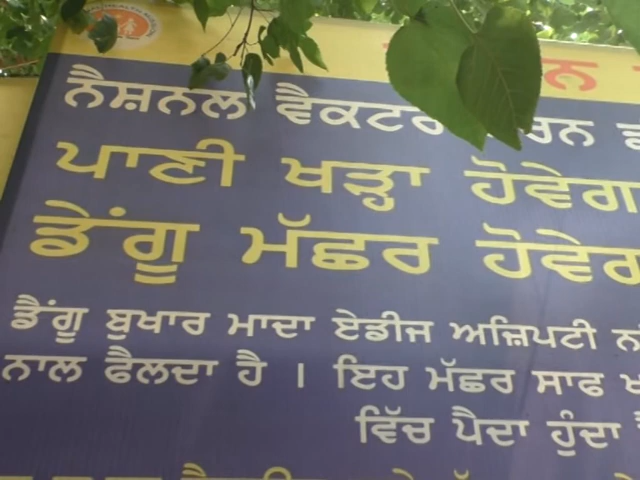 ਨੈਸ਼ਨਲ ਵੈਕਟਰ
ਪਾਣੀ ਖੜ੍ਹਾ ਹੋਵੇਗਾ
ਡੇਂਗੂ ਮੱਛਰ ਹੋਵੇਗਾ
ਡੈਂਗੂ ਬੁਖਾਰ ਮਾਦਾ ਏਡੀਜ ਅਜ਼ਿਪਟੀ
ਨਾਲ ਫੈਲਦਾ ਹੈ । ਇਹ ਮੱਛਰ ਸਾਫ
ਵਿੱਚ ਪੈਦਾ ਹੁੰਦਾ